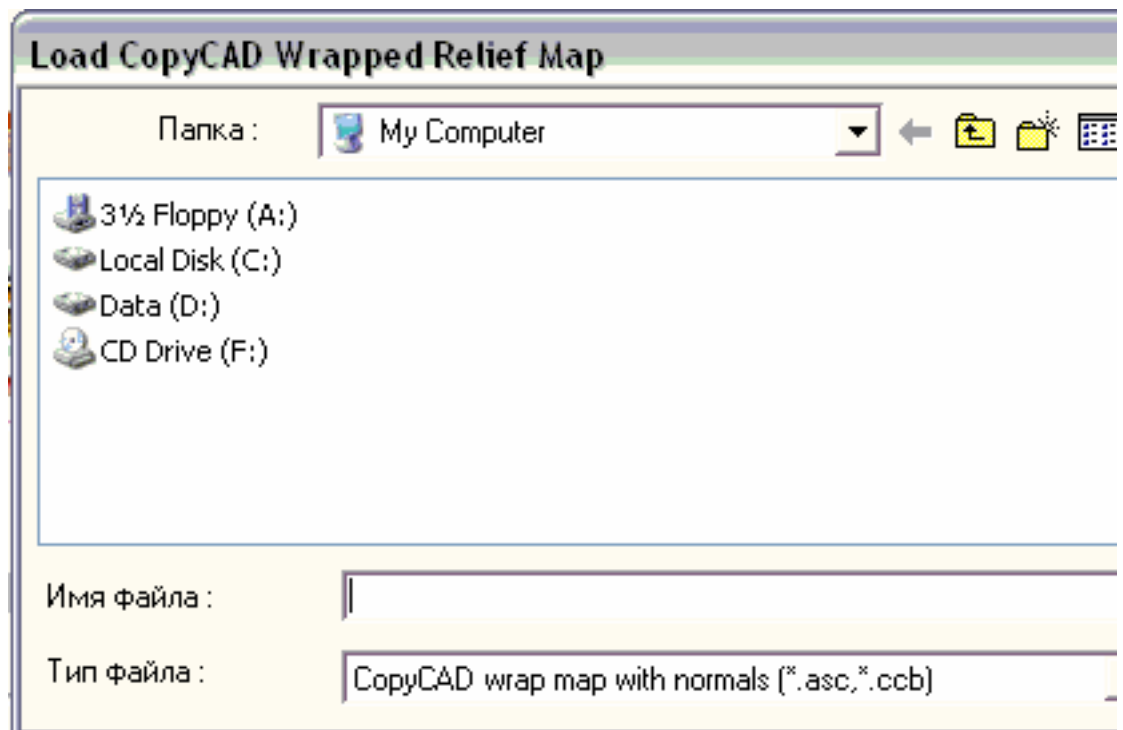 Load CopyCAD Wrapped Relief Map
Папка :
My Computer
3½ Floppy (A:)
Local Disk (C:)
Data (D:)
CD Drive (F:)
Имя файла :
Тип файла :
CopyCAD wrap map with normals (*.asc,*.ccb)